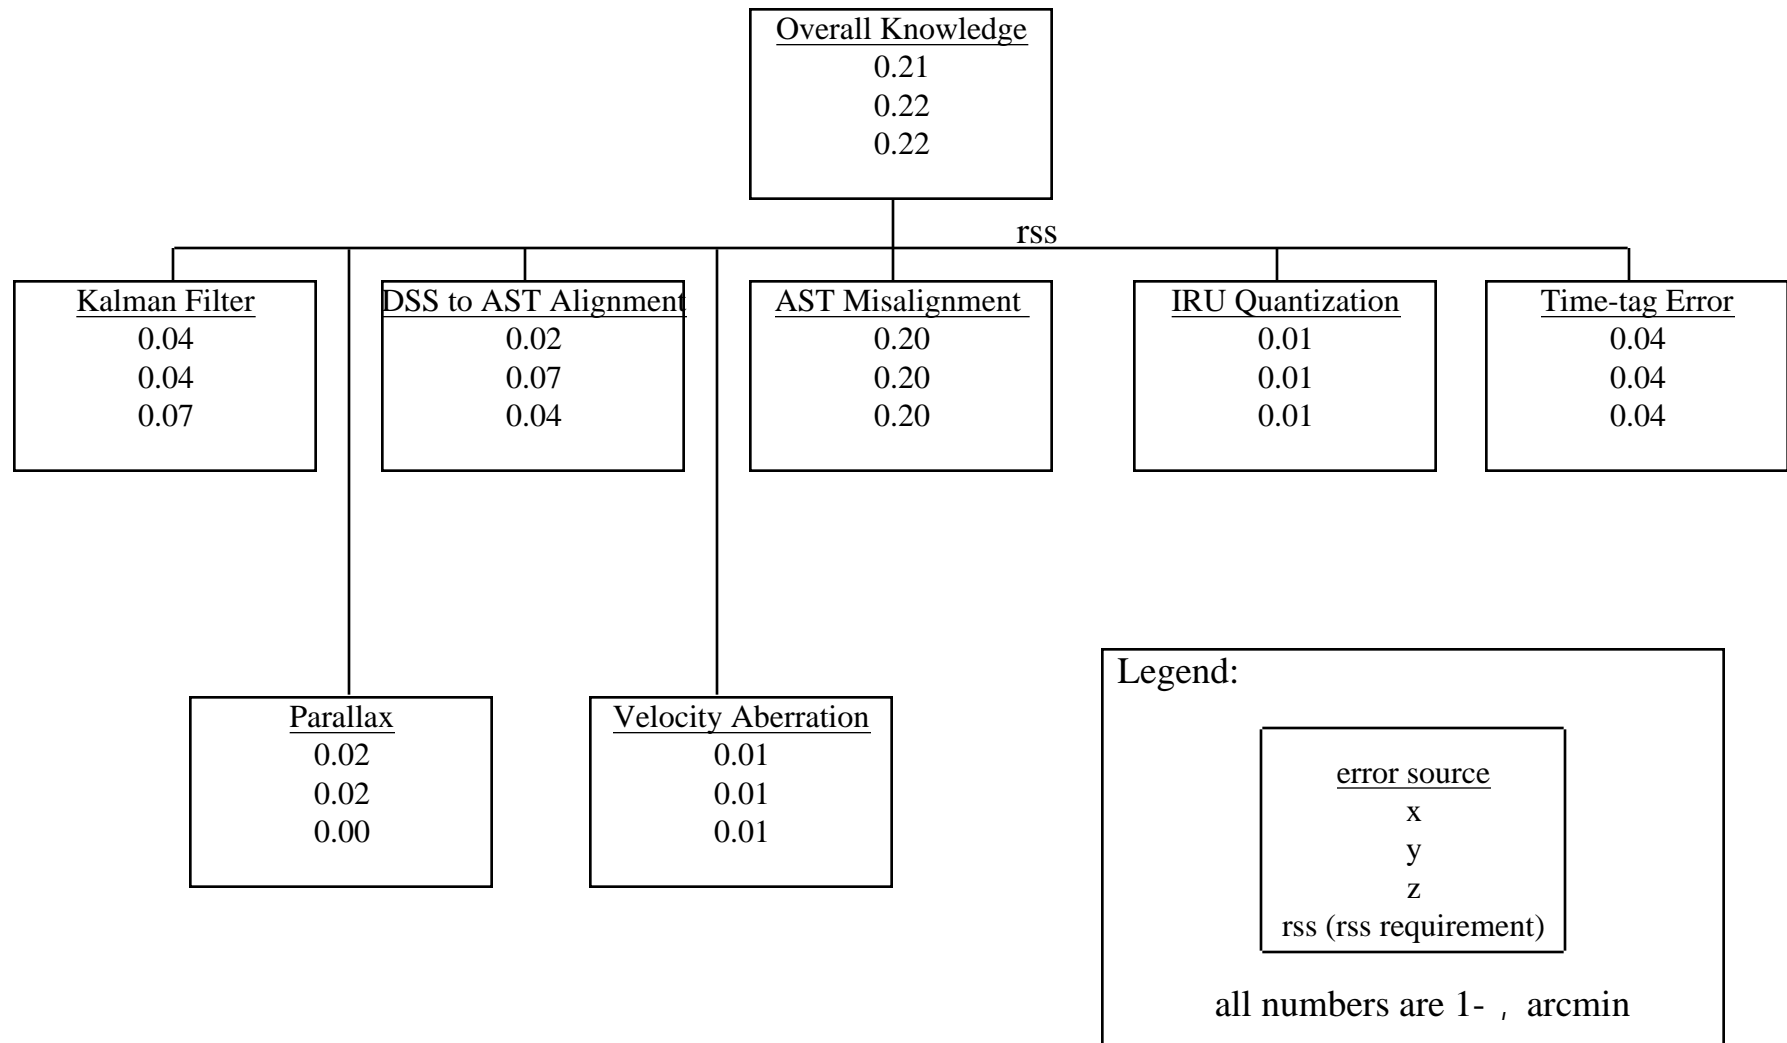 Overall Knowledge
0.21
0.22
0.22
rss
Kalman Filter
0.04
0.04
0.07
DSS to AST Alignment
0.02
0.07
0.04
AST Misalignment
0.20
0.20
0.20
IRU Quantization
0.01
0.01
0.01
Time-tag Error
0.04
0.04
0.04
Parallax
0.02
0.02
0.00
Velocity Aberration
0.01
0.01
0.01
Legend:
error source
x
y
z
rss (rss requirement)
all numbers are 1- , arcmin